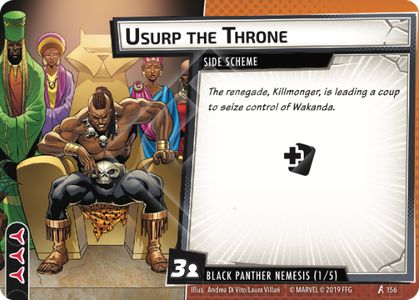 USURP THE THRONE
SIDE SCHEME
The renegade, Killmonger, is leading a coup
to seize control of Wakanda.
3
BLACK PANTHER NEMESIS (1/5)
Illus. Andrea Di Vito/Laura Villari © MARVEL © 2019 FFG 156